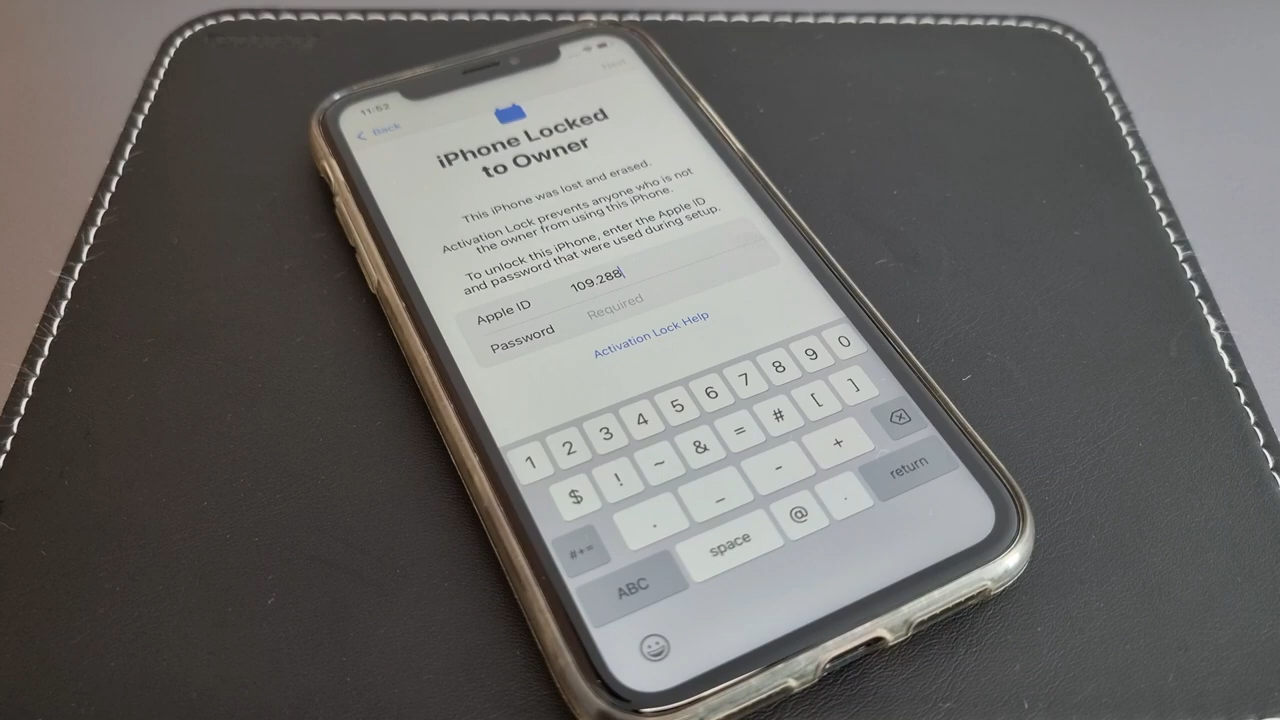 11:52
Back
Next
iPhone Locked
to Owner
This iPhone was lost and erased.
Activation Lock prevents anyone who is not
the owner from using this iPhone.
To unlock this iPhone, enter the Apple ID
and password that were used during setup.
Apple ID 109.288
Password Required
Activation Lock Help
1 2 3 4 5 6 7 8 9 0
$ ! ~ & = # [ ]
#+= . _ - +
ABC space @ . return